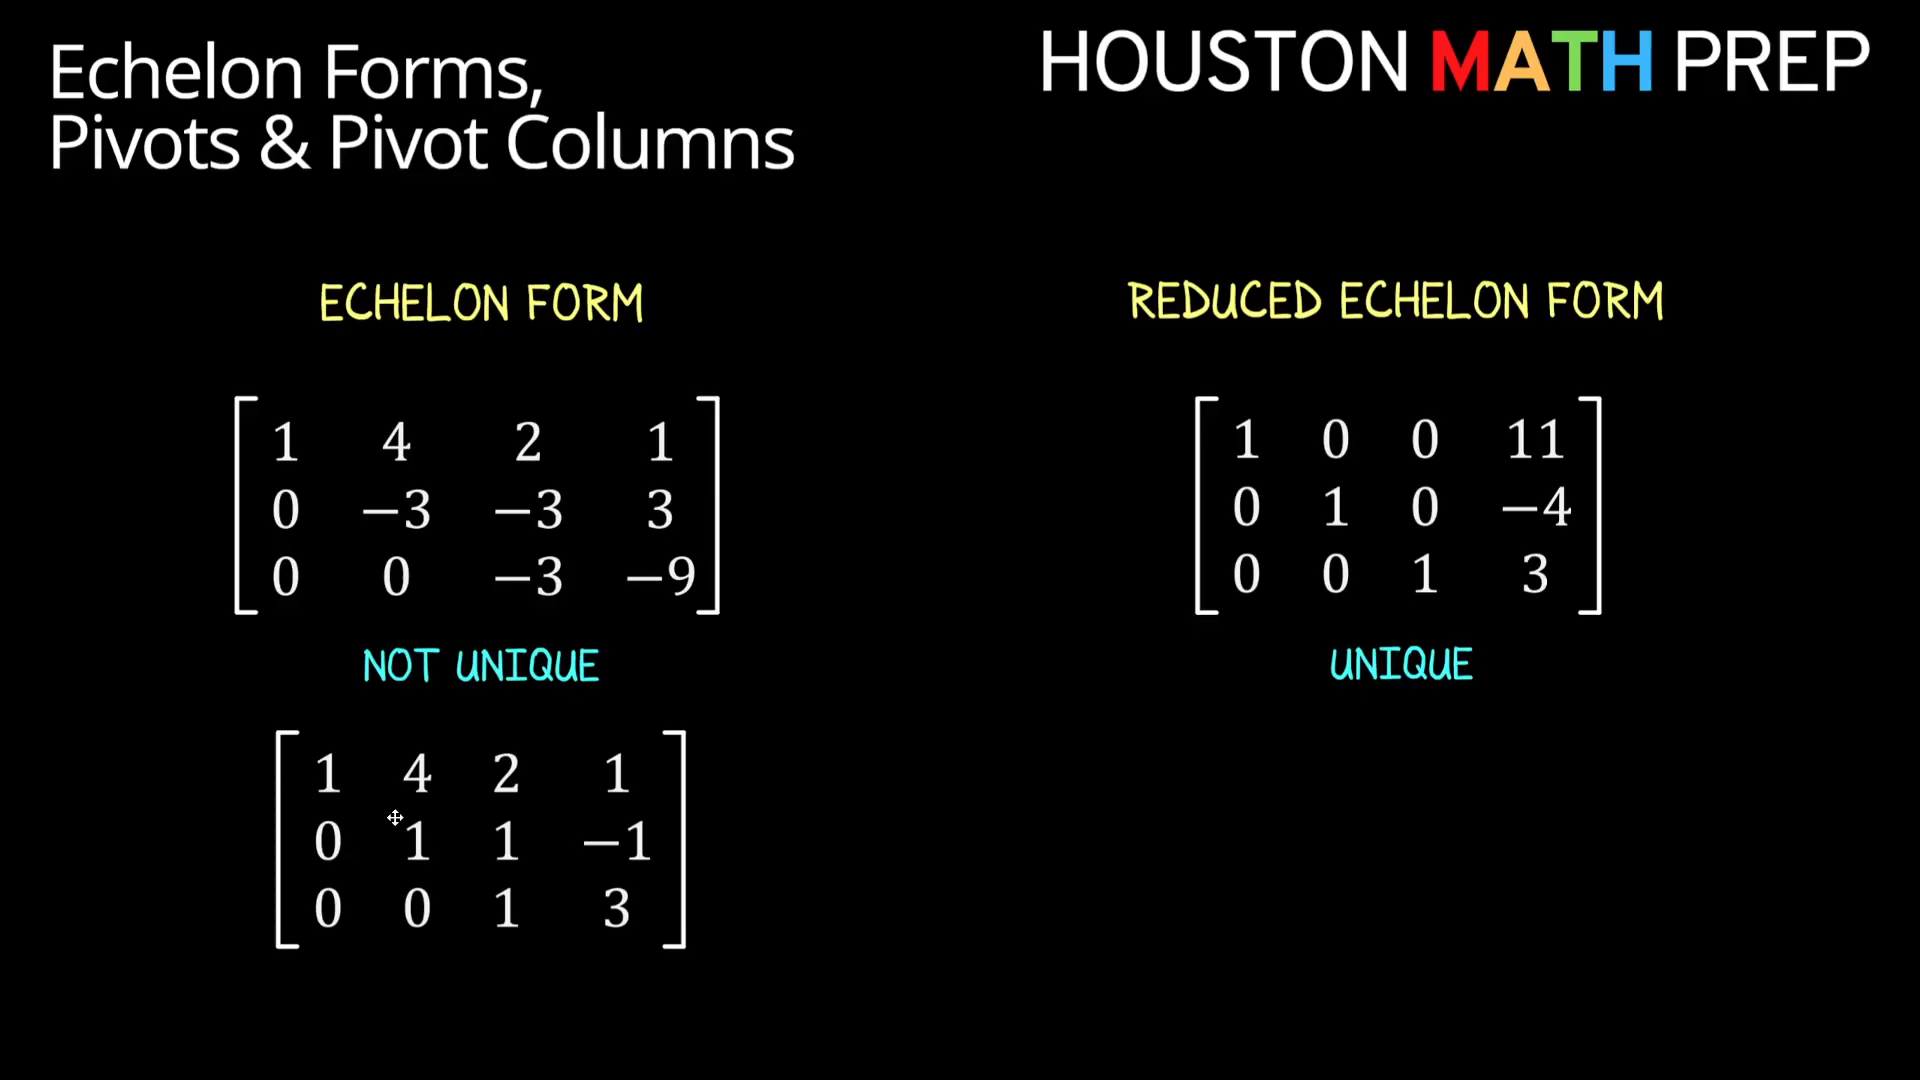 Echelon Forms,
Pivots & Pivot Columns
HOUSTON MATH PREP
ECHELON FORM
1 4 2 1
0 −3 −3 3
0 0 −3 −9
NOT UNIQUE
1 4 2 1
0 1 1 −1
0 0 1 3
REDUCED ECHELON FORM
1 0 0 11
0 1 0 −4
0 0 1 3
UNIQUE